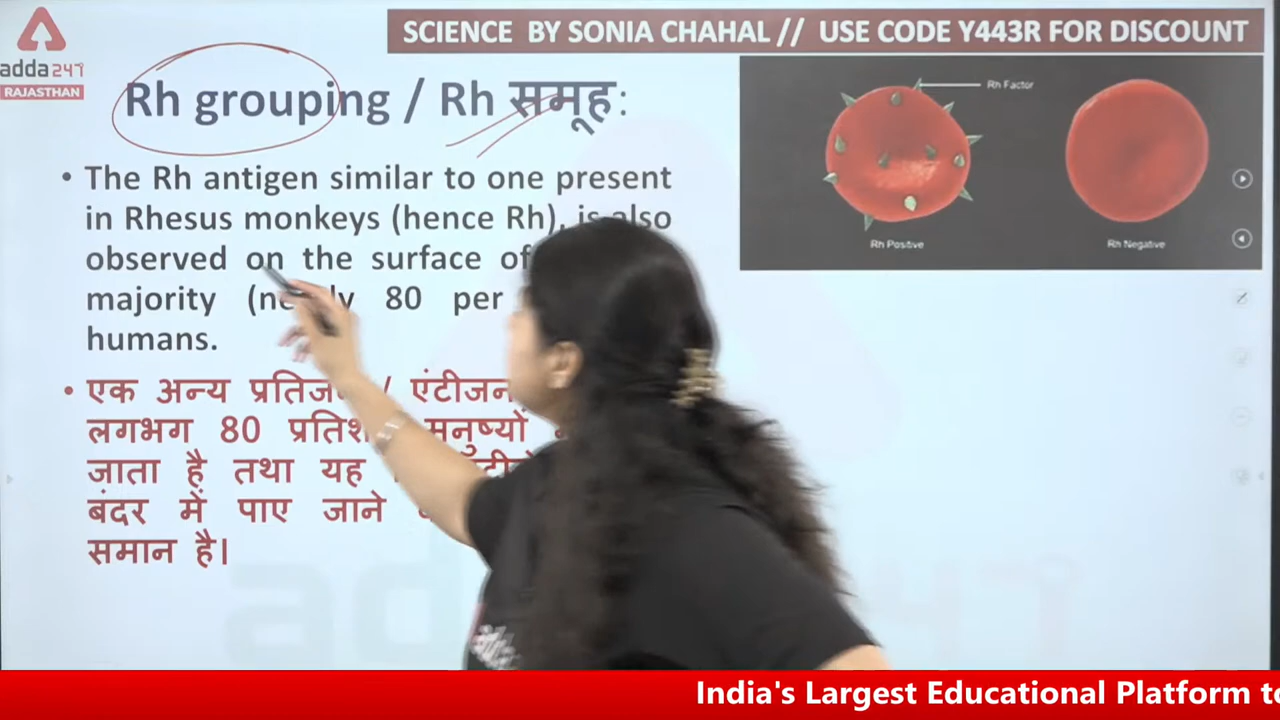 SCIENCE BY SONIA CHAHAL // USE CODE Y443R FOR DISCOUNT
adda247
RAJASTHAN
Rh grouping / Rh समूह:
Rh Factor
Rh Positive
Rh Negative
• The Rh antigen similar to one present
in Rhesus monkeys (hence Rh), is also
observed on the surface of
majority 80 per
humans.
• एक अन्य / एंटीजन
लगभग 80 मनुष्यों
जाता है तथा यह
बंदर में पाए जाने
समान है।
India's Largest Educational Platform